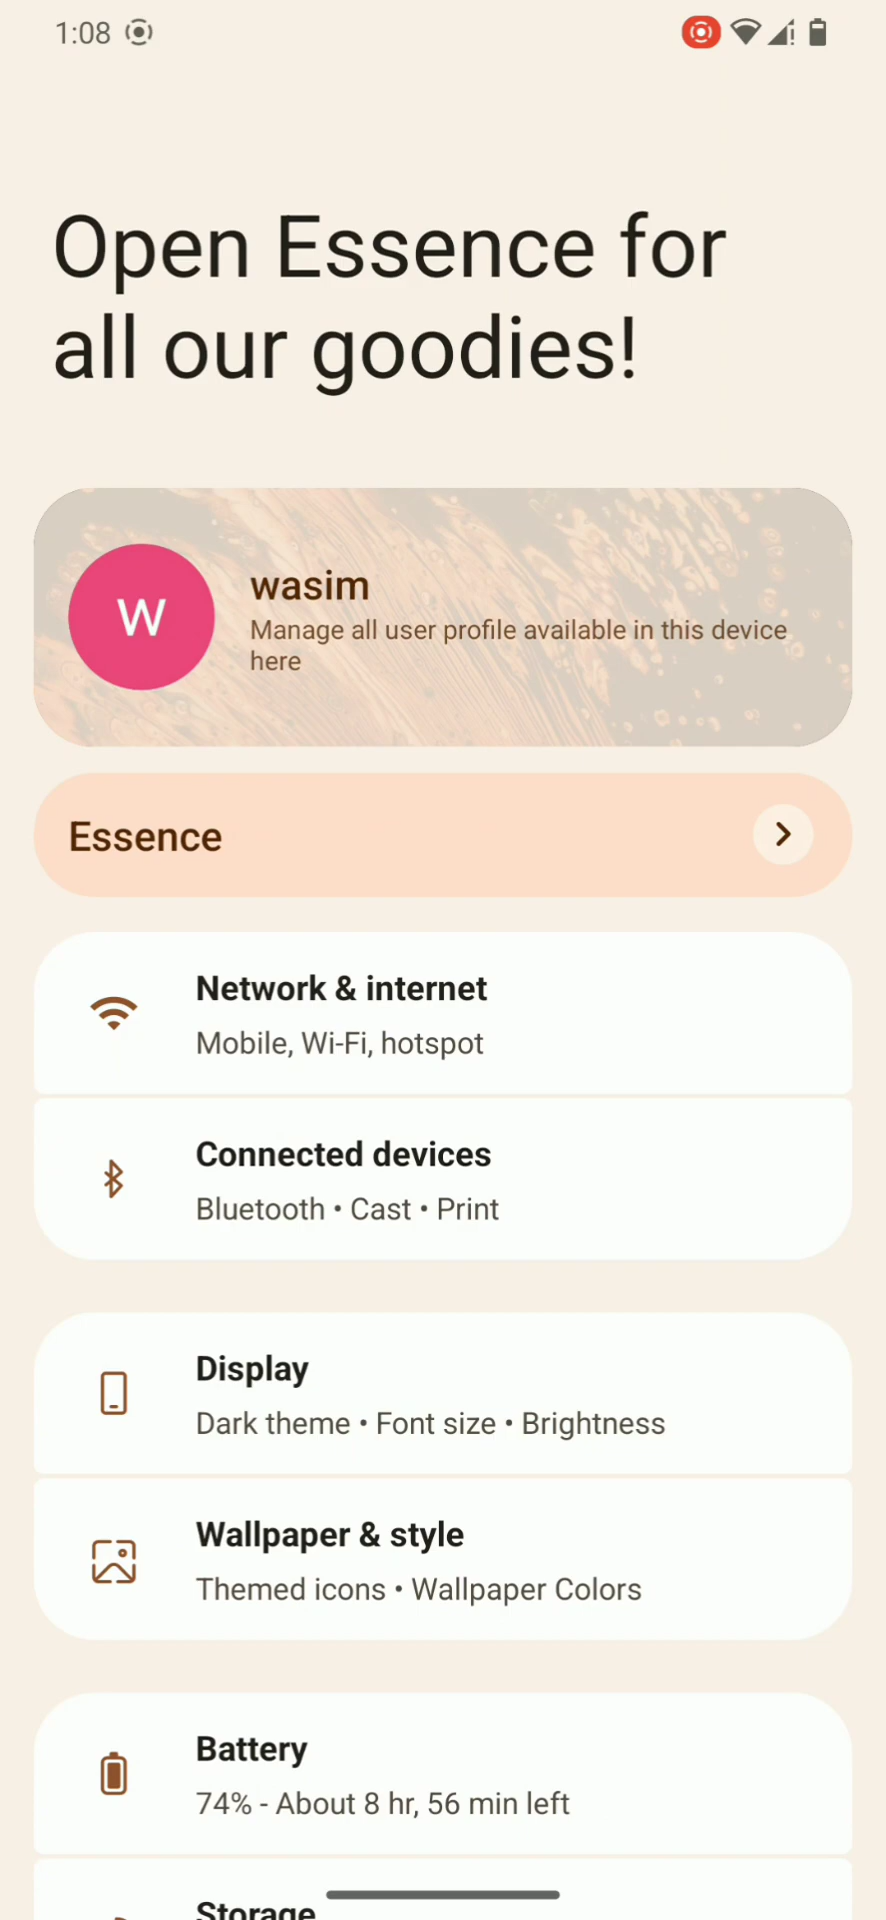 1:08
Open Essence for
all our goodies!
W
wasim
Manage all user profile available in this device
here
Essence
Network & internet
Mobile, Wi-Fi, hotspot
Connected devices
Bluetooth • Cast • Print
Display
Dark theme • Font size • Brightness
Wallpaper & style
Themed icons • Wallpaper Colors
Battery
74% - About 8 hr, 56 min left
Storage